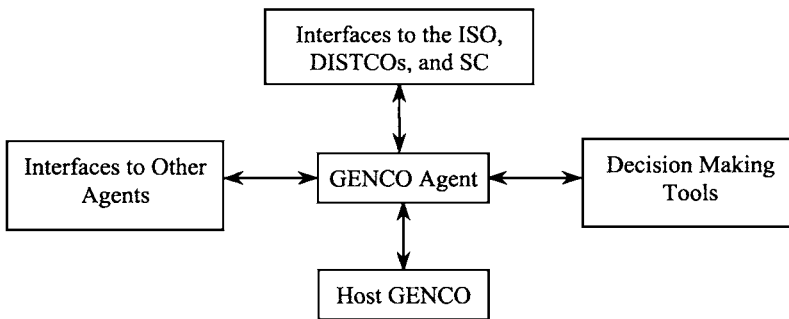 Interfaces to the ISO,
DISTCOs, and SC
Interfaces to Other
Agents
GENCO Agent
Decision Making
Tools
Host GENCO